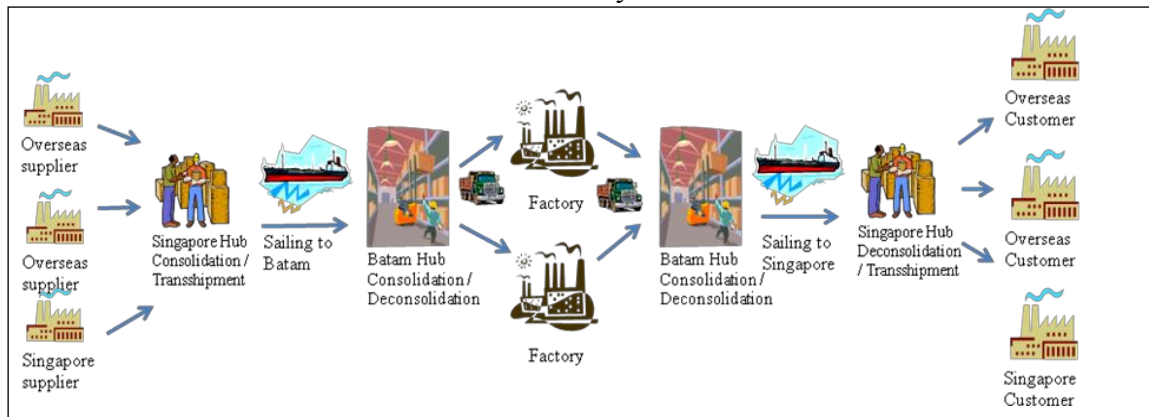 Overseas
supplier
Overseas
supplier
Singapore
supplier
Singapore Hub
Consolidation /
Transshipment
Sailing to
Batam
Batam Hub
Consolidation /
Deconsolidation
Factory
Factory
Batam Hub
Consolidation /
Deconsolidation
Sailing to
Singapore
Singapore Hub
Deconsolidation
/ Transshipment
Overseas
Customer
Overseas
Customer
Singapore
Customer